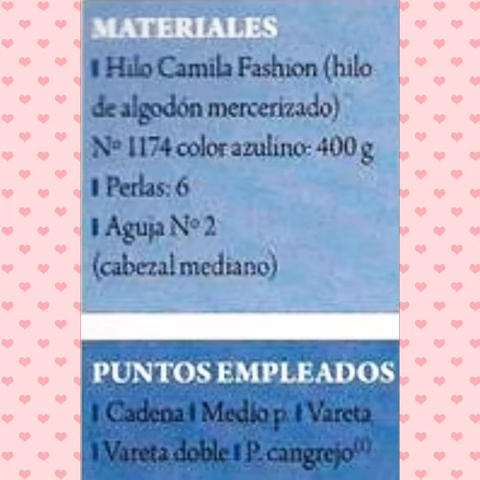 MATERIALES
Hilo Camila Fashion (hilo
de algodón mercerizado)
Nº 1174 color azulino: 400 g
Perlas: 6
Aguja Nº 2
(cabezal mediano)
PUNTOS EMPLEADOS
Cadena Medio p. Vareta
Vareta doble P. cangrejo(1)